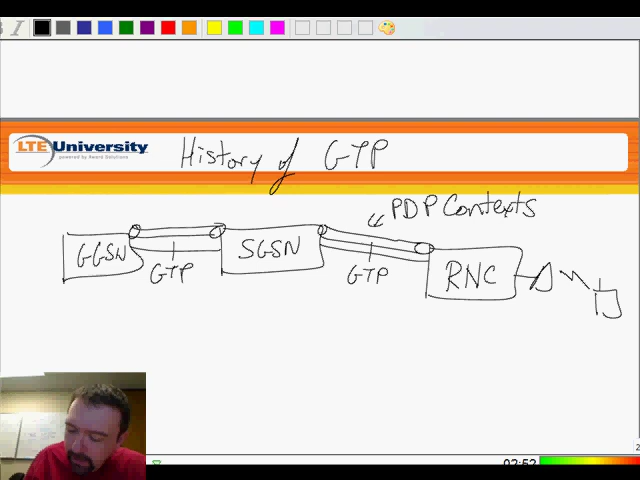 LTE University
powered by Award Solutions
History of GTP
PDP Contexts
GGSN
SGSN
GTP
GTP
RNC
02:52